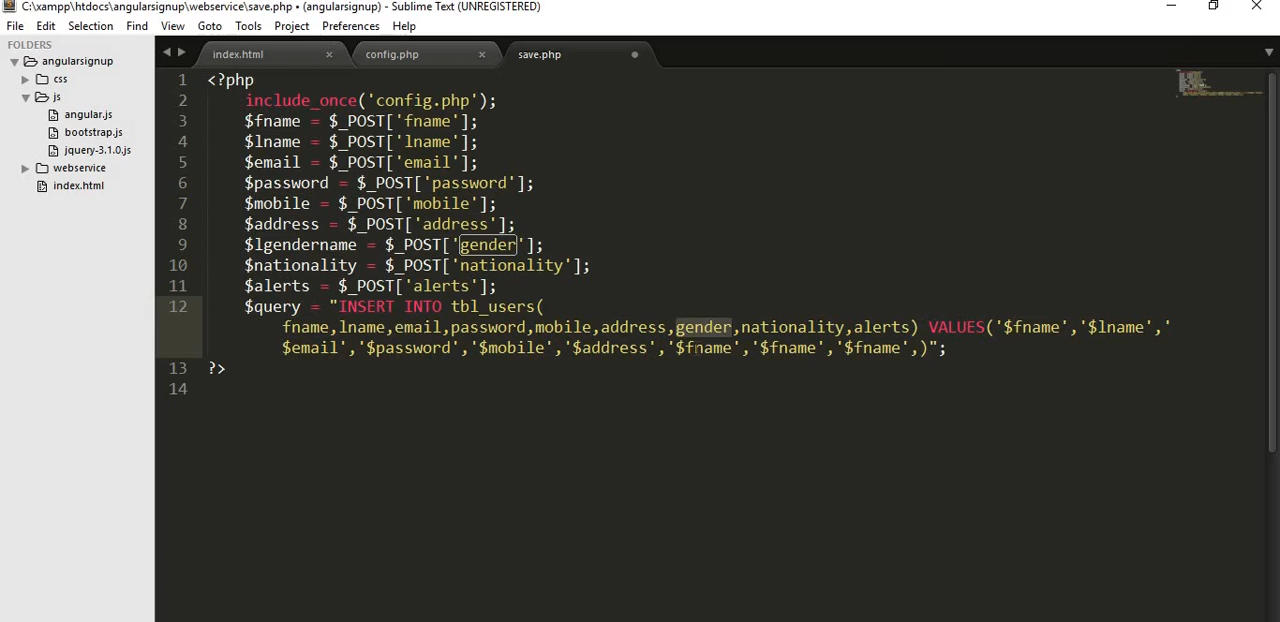 C:\xampp\htdocs\angularsignup\webservice\save.php • (angularsignup) - Sublime Text (UNREGISTERED)
File Edit Selection Find View Goto Tools Project Preferences Help
FOLDERS
angularsignup
css
js
angular.js
bootstrap.js
jquery-3.1.0.js
webservice
index.html
index.html × config.php × save.php
1 <?php
2 include_once('config.php');
3 $fname = $_POST['fname'];
4 $lname = $_POST['lname'];
5 $email = $_POST['email'];
6 $password = $_POST['password'];
7 $mobile = $_POST['mobile'];
8 $address = $_POST['address'];
9 $lgendername = $_POST['gender'];
10 $nationality = $_POST['nationality'];
11 $alerts = $_POST['alerts'];
12 $query = "INSERT INTO tbl_users(
fname,lname,email,password,mobile,address,gender,nationality,alerts) VALUES('$fname','$lname','
$email','$password','$mobile','$address','$fname','$fname','$fname',)";
13 ?>
14